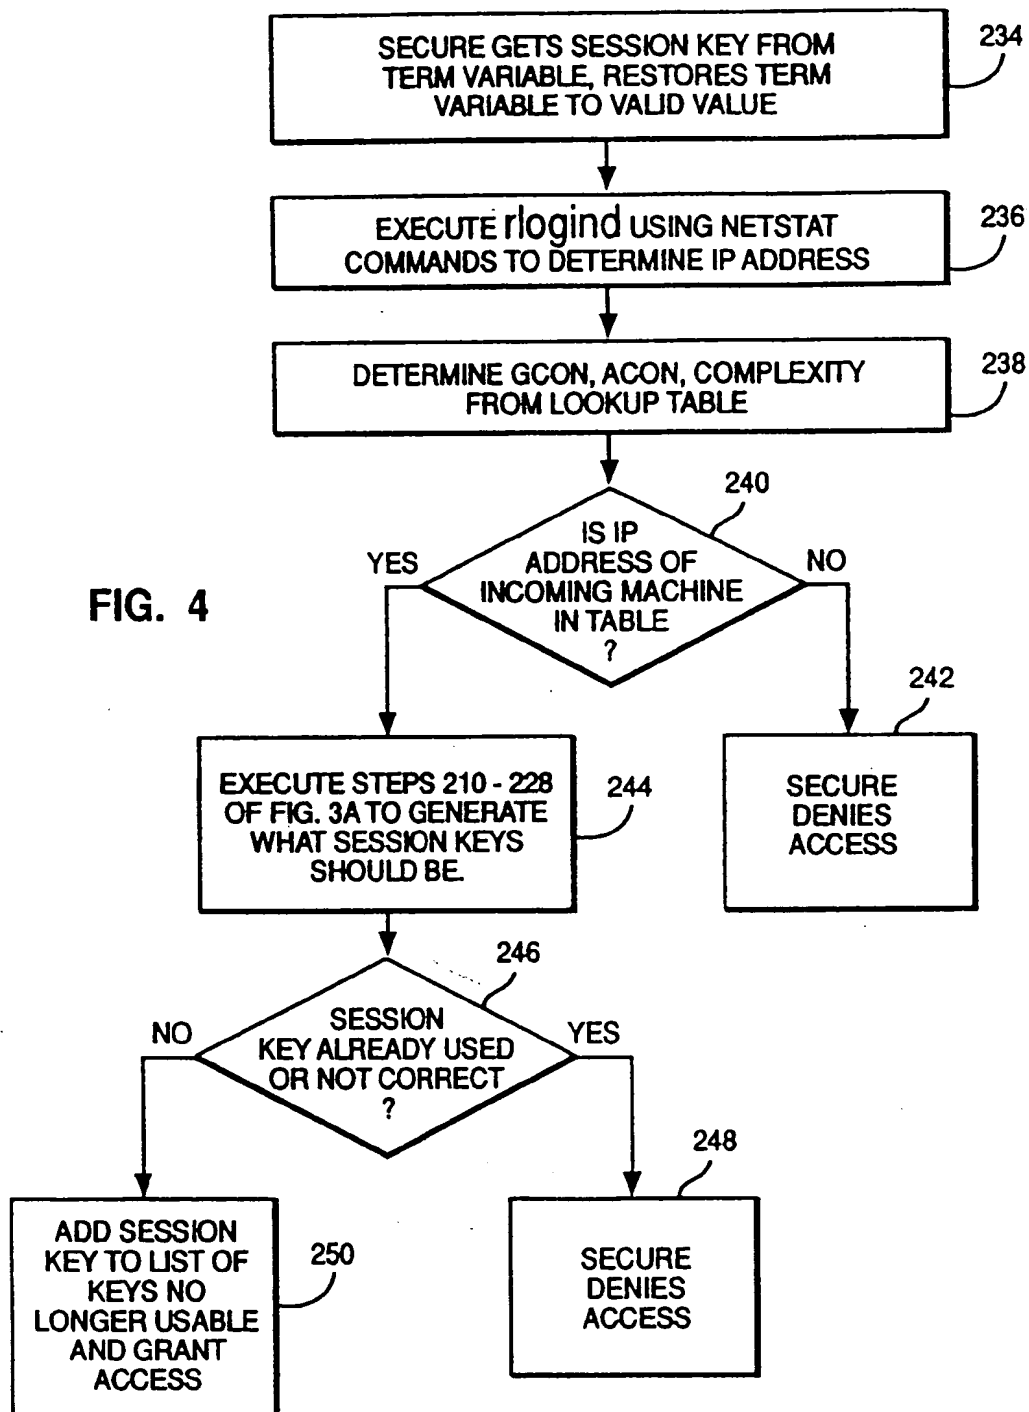 SECURE GETS SESSION KEY FROM
TERM VARIABLE, RESTORES TERM
VARIABLE TO VALID VALUE
234
EXECUTE rlogind USING NETSTAT
COMMANDS TO DETERMINE IP ADDRESS
236
DETERMINE GCON, ACON, COMPLEXITY
FROM LOOKUP TABLE
238
240
IS IP
ADDRESS OF
INCOMING MACHINE
IN TABLE
?
YES
NO
FIG. 4
242
EXECUTE STEPS 210 - 228
OF FIG. 3A TO GENERATE
WHAT SESSION KEYS
SHOULD BE.
244
SECURE
DENIES
ACCESS
246
SESSION
KEY ALREADY USED
OR NOT CORRECT
?
NO
YES
248
ADD SESSION
KEY TO LIST OF
KEYS NO
LONGER USABLE
AND GRANT
ACCESS
250
SECURE
DENIES
ACCESS